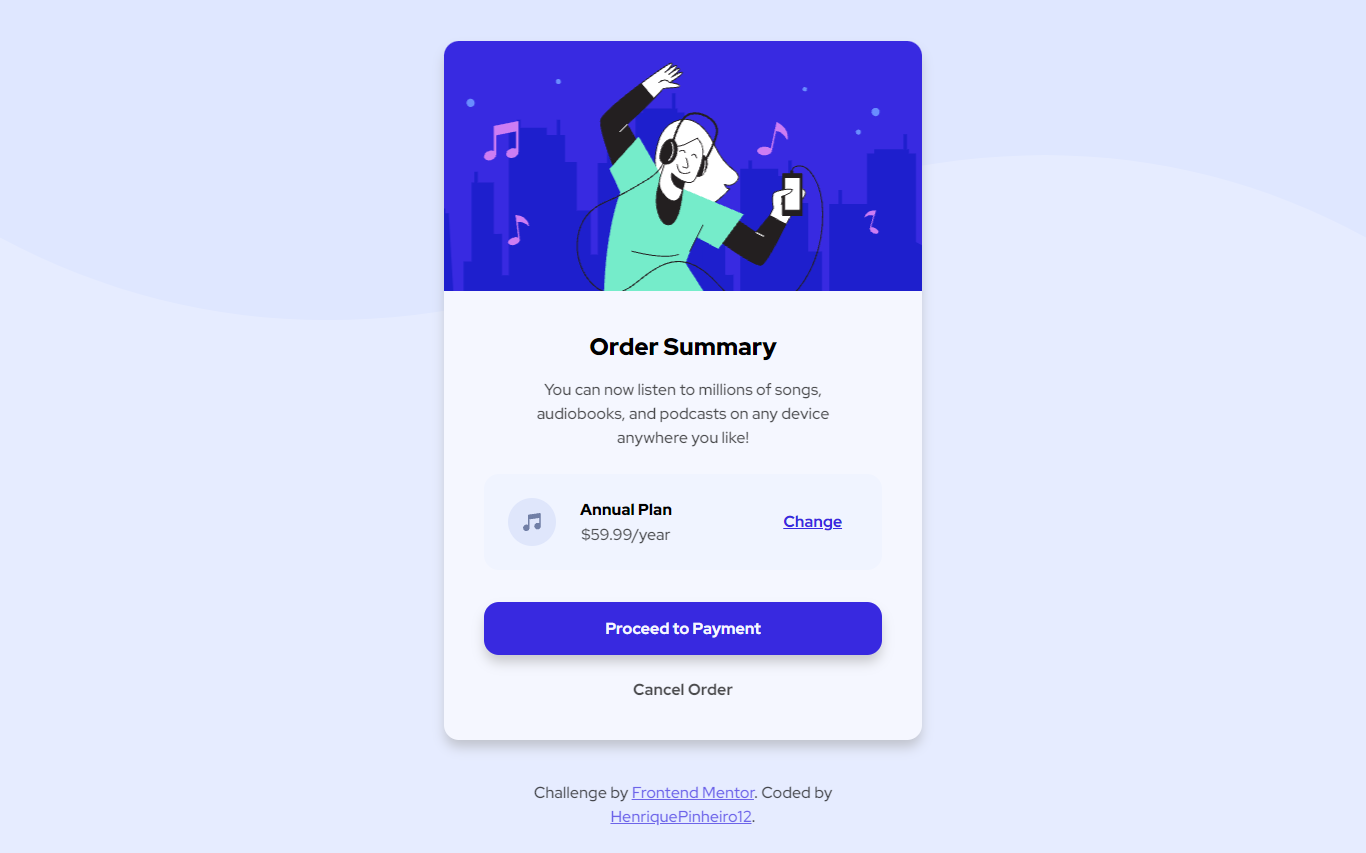 Order Summary
You can now listen to millions of songs,
audiobooks, and podcasts on any device
anywhere you like!
Annual Plan
$59.99/year
Change
Proceed to Payment
Cancel Order
Challenge by Frontend Mentor. Coded by
HenriquePinheiro12.